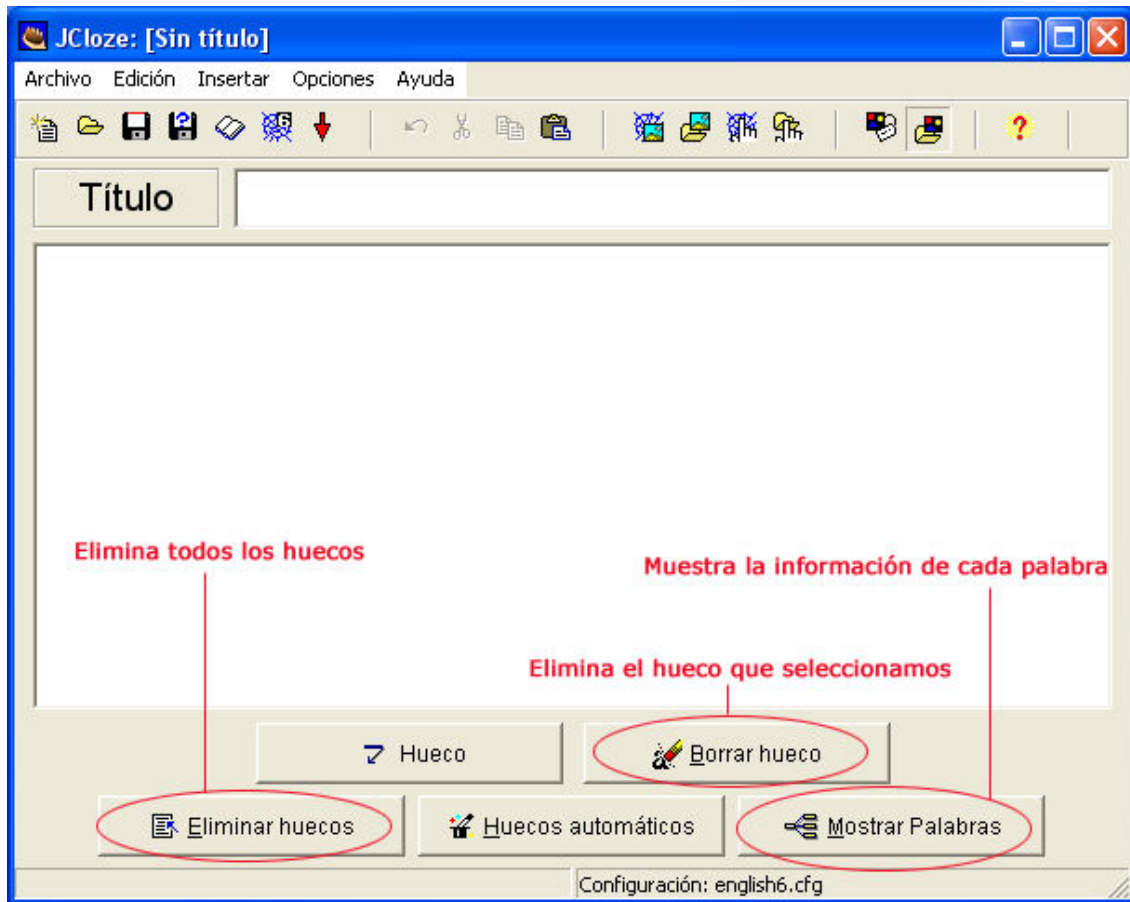 JCloze: [Sin título]
Archivo Edición Insertar Opciones Ayuda
Título
Elimina todos los huecos
Muestra la información de cada palabra
Elimina el hueco que seleccionamos
Hueco
Borrar hueco
Eliminar huecos
Huecos automáticos
Mostrar Palabras
Configuración: english6.cfg